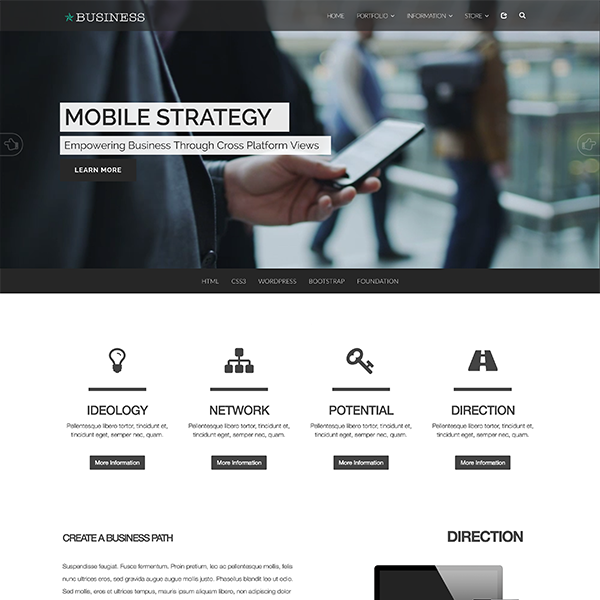 BUSINESS
HOME PORTFOLIO INFORMATION STORE
MOBILE STRATEGY
Empowering Business Through Cross Platform Views
LEARN MORE
HTML CSS3 WORDPRESS BOOTSTRAP FOUNDATION
IDEOLOGY
Pellentesque libero tortor, tincidunt et,
tincidunt eget, semper nec, quam.
More Information
NETWORK
Pellentesque libero tortor, tincidunt et,
tincidunt eget, semper nec, quam.
More Information
POTENTIAL
Pellentesque libero tortor, tincidunt et,
tincidunt eget, semper nec, quam.
More Information
DIRECTION
Pellentesque libero tortor, tincidunt et,
tincidunt eget, semper nec, quam.
More Information
CREATE A BUSINESS PATH
Suspendisse feugiat. Fusce fermentum. Proin pretium, leo ac pellentesque mollis, felis
nunc ultrices eros, sed gravida augue augue mollis justo. Phasellus blandit leo ut odio.
Sed mollis, eros et ultrices tempus, mauris ipsum aliquam libero, non adipiscing dolor
DIRECTION